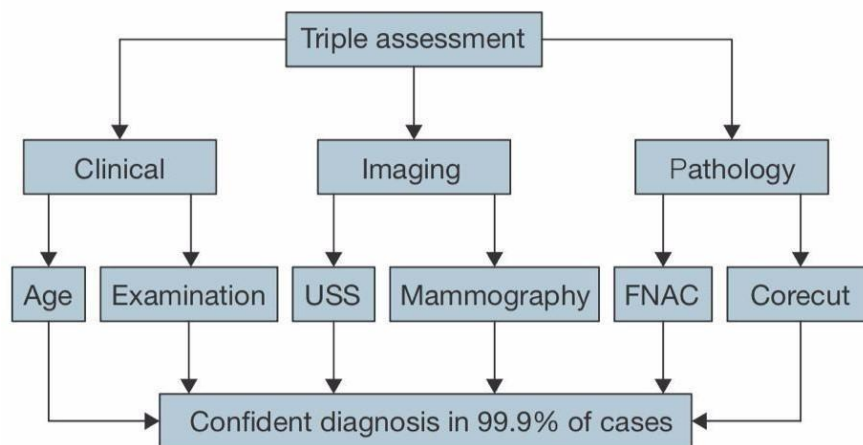 Triple assessment
Clinical
Imaging
Pathology
Age
Examination
USS
Mammography
FNAC
Corecut
Confident diagnosis in 99.9% of cases